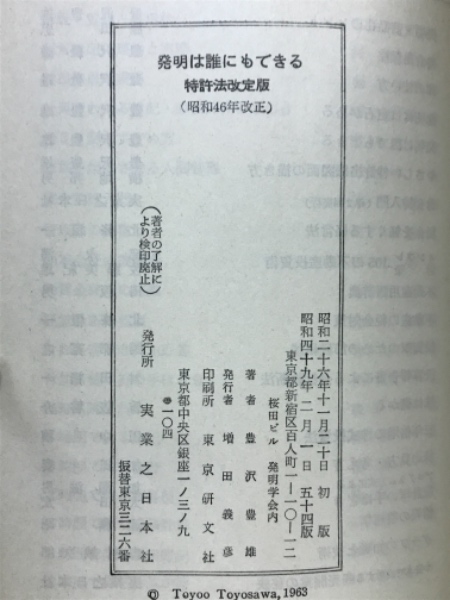 発明は誰にもできる
特許法改定版
(昭和46年改正)
昭和二十六年十一月二十日 初版
昭和四十九年二月一日 五十四版
東京都新宿区百人町一ノ一〇ノ一二
桜田ビル 発明学会内
著者 豊沢豊雄
発行者 増田義彦
印刷所 東京研文社
東京都中央区銀座一ノ三ノ九
〒一〇四
発行所 実業之日本社
振替東京三二六番
(著者の了解に
より検印廃止)
© Toyoo Toyosawa, 1963